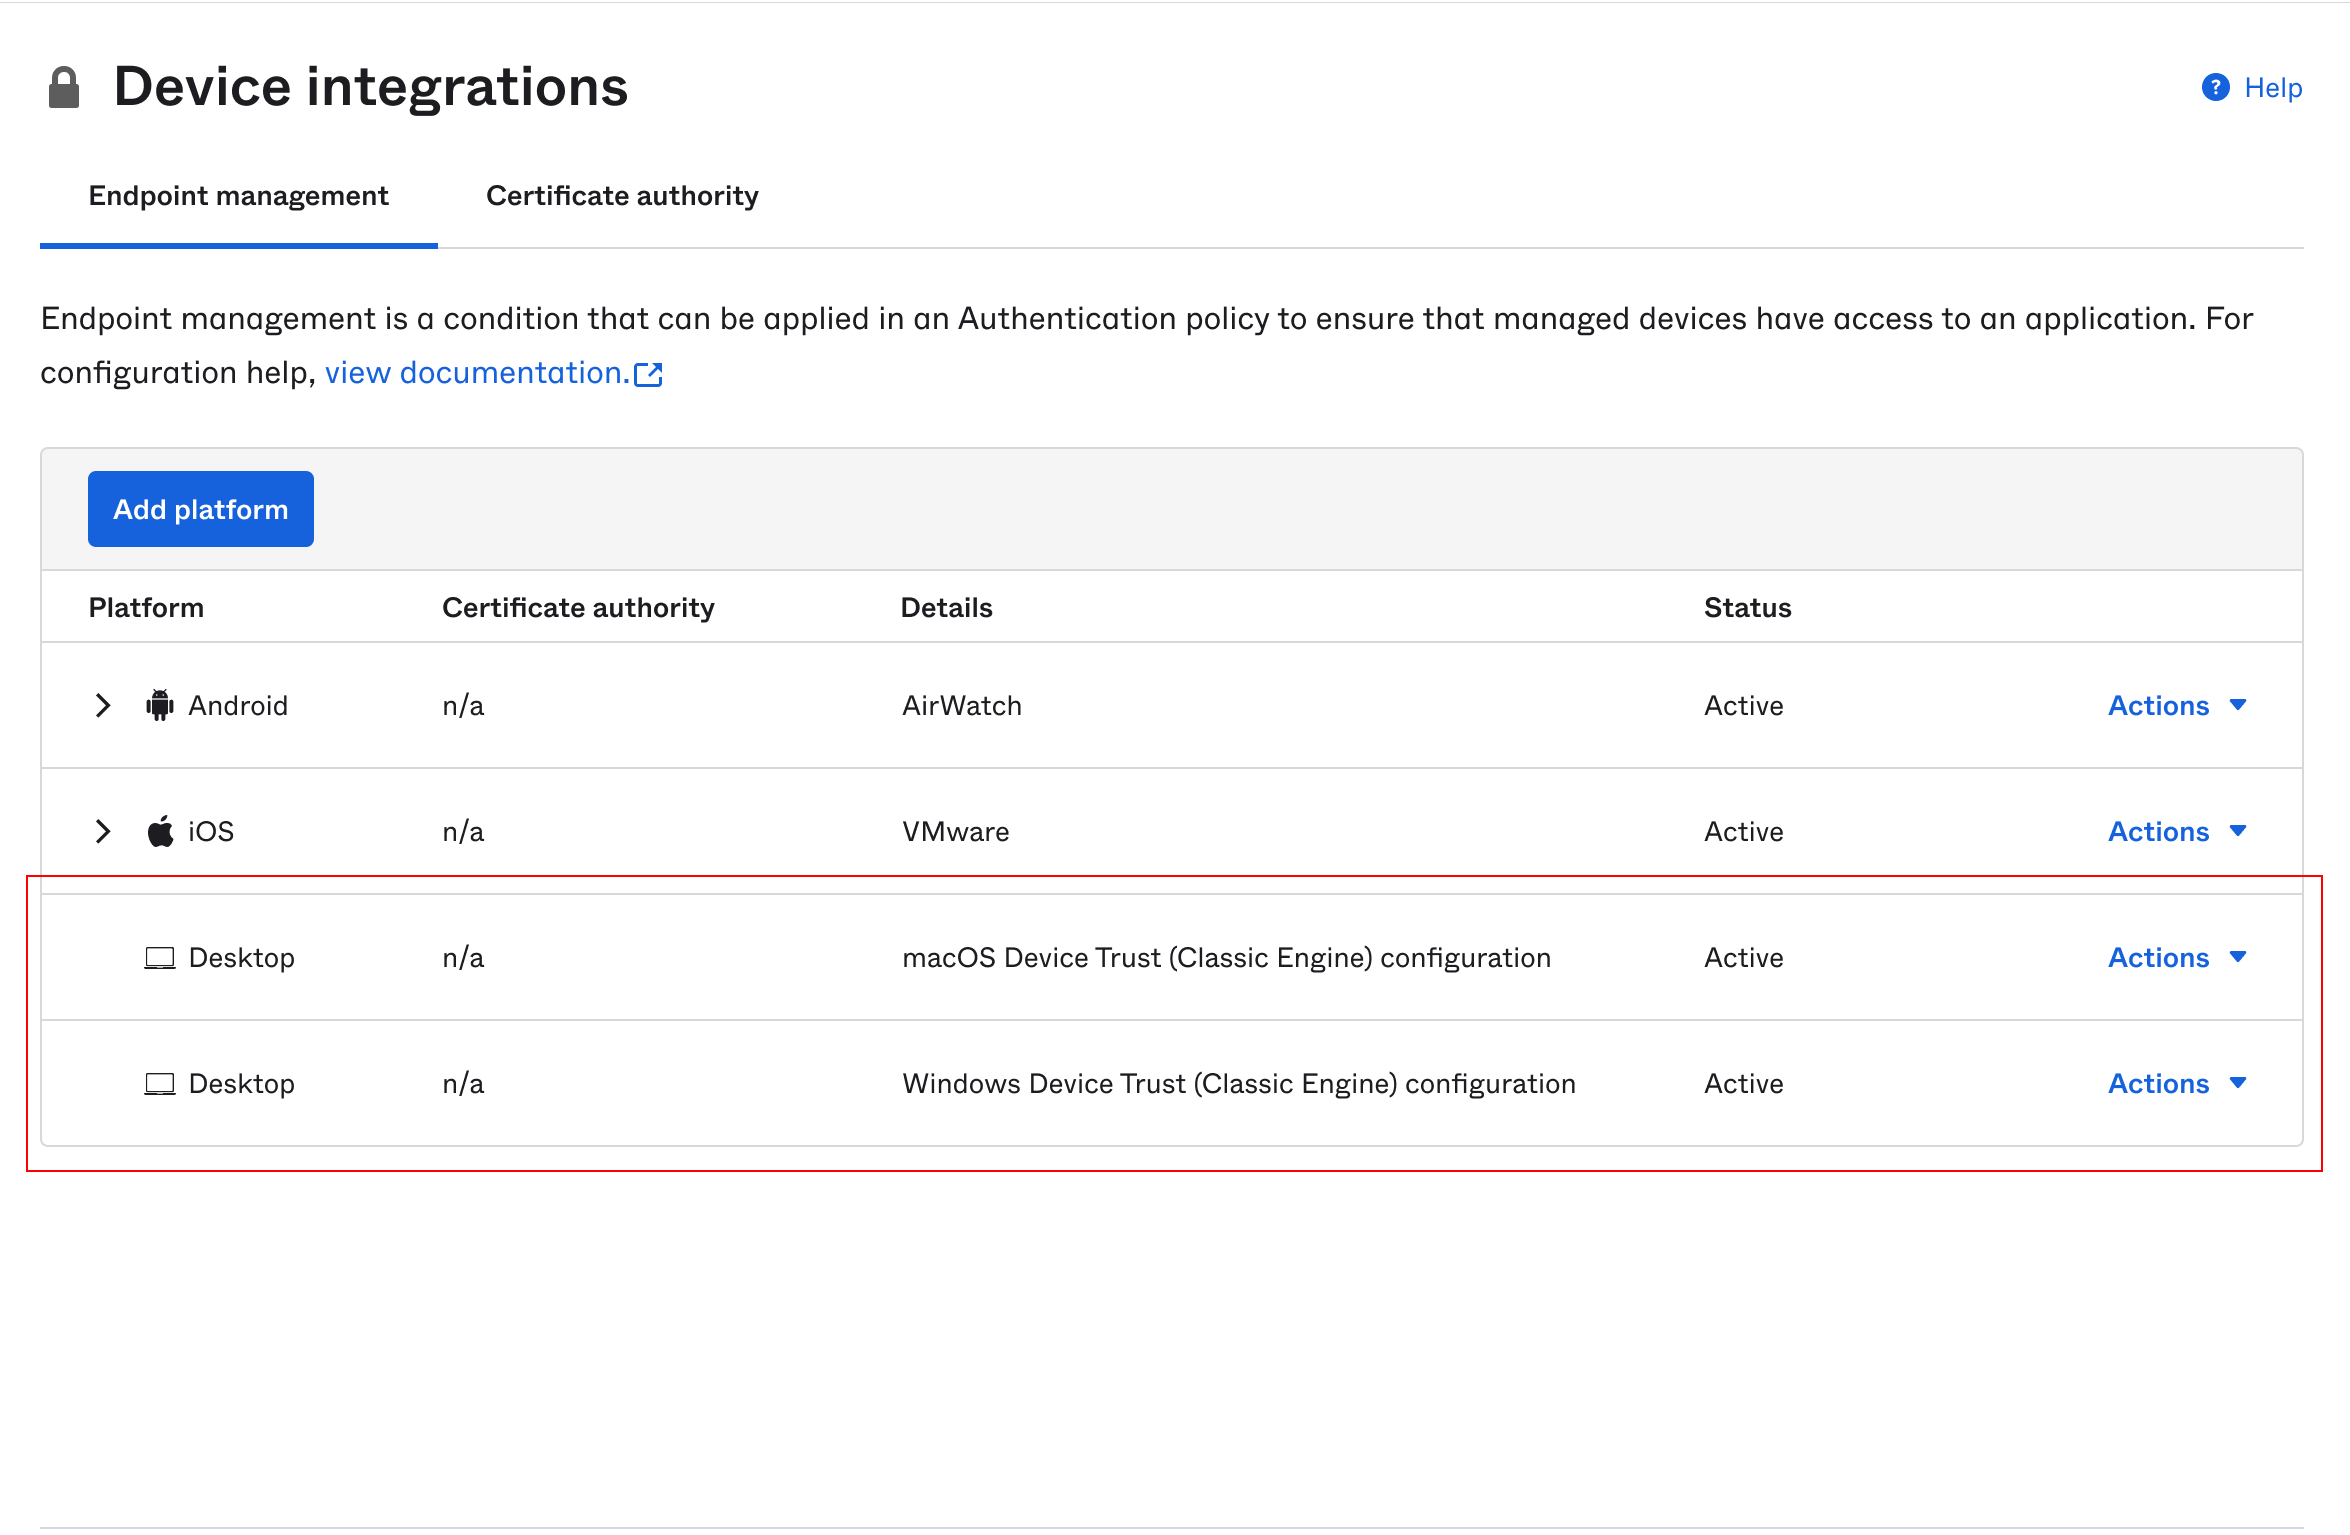 Device integrations
? Help
Endpoint management Certificate authority
Endpoint management is a condition that can be applied in an Authentication policy to ensure that managed devices have access to an application. For
configuration help, view documentation.
Add platform
Platform Certificate authority Details Status
Android n/a AirWatch Active Actions
iOS n/a VMware Active Actions
Desktop n/a macOS Device Trust (Classic Engine) configuration Active Actions
Desktop n/a Windows Device Trust (Classic Engine) configuration Active Actions